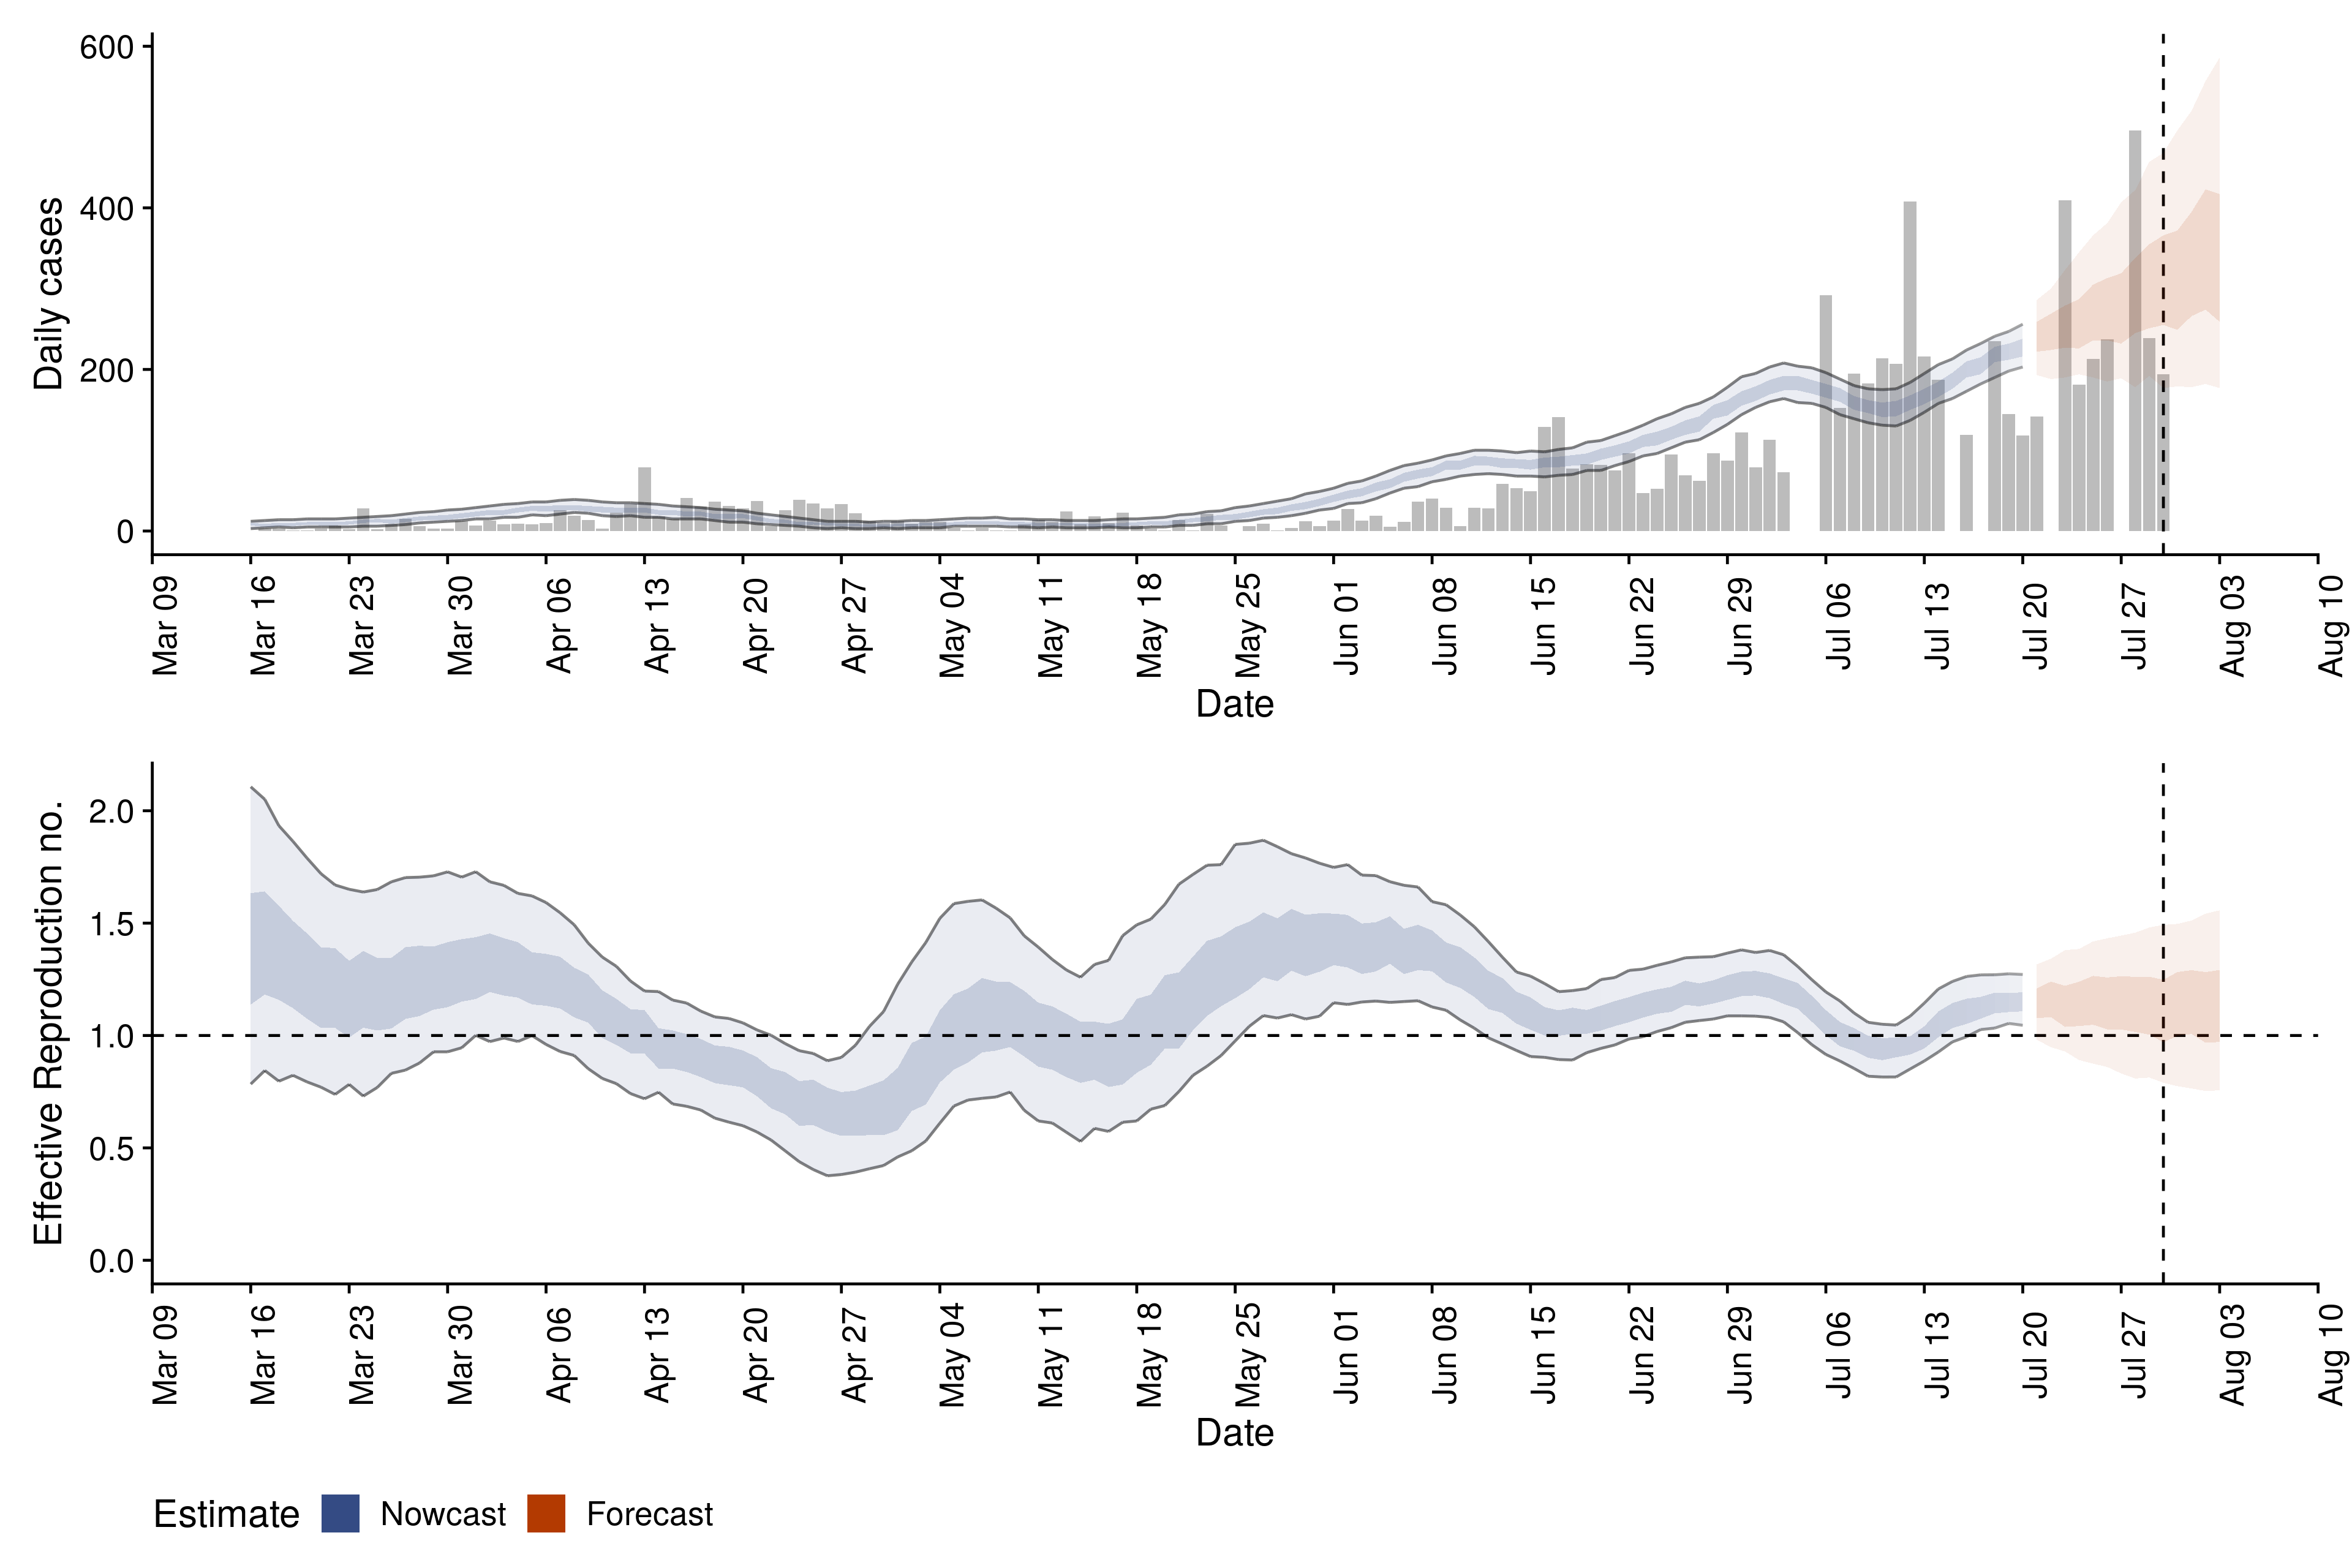 600
400
200
0
Daily cases
Mar 09 Mar 16 Mar 23 Mar 30 Apr 06 Apr 13 Apr 20 Apr 27 May 04 May 11 May 18 May 25 Jun 01 Jun 08 Jun 15 Jun 22 Jun 29 Jul 06 Jul 13 Jul 20 Jul 27 Aug 03 Aug 10
Date
2.0
1.5
1.0
0.5
0.0
Effective Reproduction no.
Mar 09 Mar 16 Mar 23 Mar 30 Apr 06 Apr 13 Apr 20 Apr 27 May 04 May 11 May 18 May 25 Jun 01 Jun 08 Jun 15 Jun 22 Jun 29 Jul 06 Jul 13 Jul 20 Jul 27 Aug 03 Aug 10
Date
Estimate Nowcast Forecast